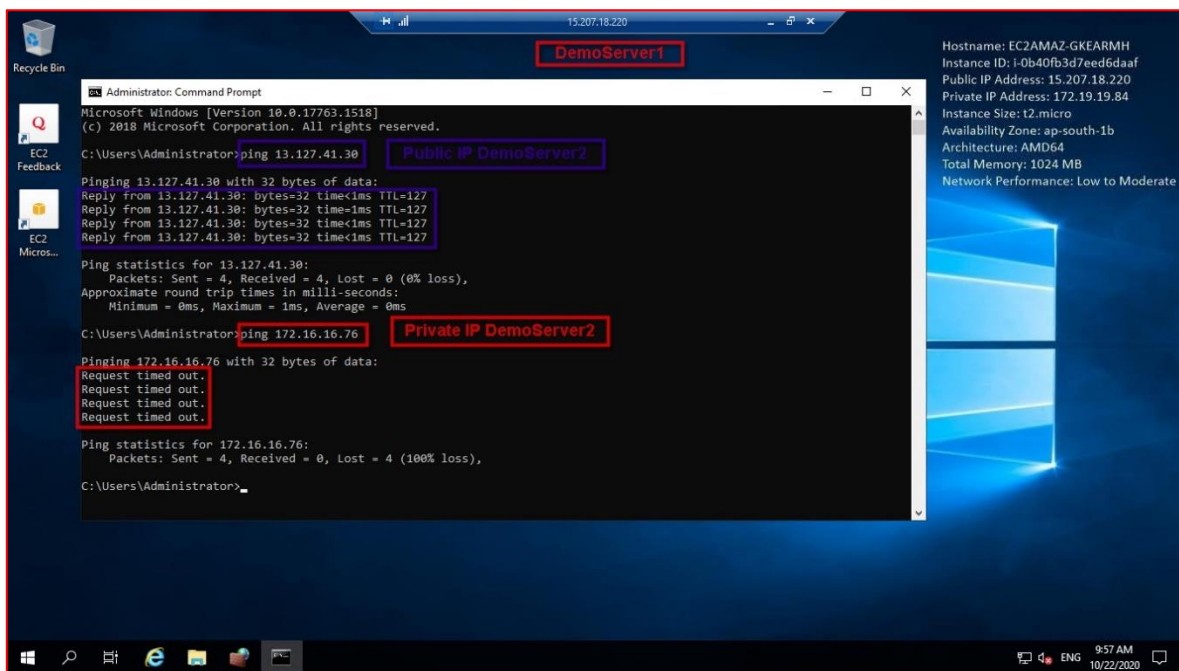 15.207.18.220
DemoServer1
Recycle Bin
EC2
Feedback
EC2
Micros...
Hostname: EC2AMAZ-GKEARMH
Instance ID: i-0b40fb3d7eed6daaf
Public IP Address: 15.207.18.220
Private IP Address: 172.19.19.84
Instance Size: t2.micro
Availability Zone: ap-south-1b
Architecture: AMD64
Total Memory: 1024 MB
Network Performance: Low to Moderate
Administrator: Command Prompt
Microsoft Windows [Version 10.0.17763.1518]
(c) 2018 Microsoft Corporation. All rights reserved.
C:\Users\Administrator>ping 13.127.41.30
Public IP DemoServer2
Pinging 13.127.41.30 with 32 bytes of data:
Reply from 13.127.41.30: bytes=32 time<1ms TTL=127
Reply from 13.127.41.30: bytes=32 time=1ms TTL=127
Reply from 13.127.41.30: bytes=32 time<1ms TTL=127
Reply from 13.127.41.30: bytes=32 time<1ms TTL=127
Ping statistics for 13.127.41.30:
Packets: Sent = 4, Received = 4, Lost = 0 (0% loss),
Approximate round trip times in milli-seconds:
Minimum = 0ms, Maximum = 1ms, Average = 0ms
C:\Users\Administrator>ping 172.16.16.76
Private IP DemoServer2
Pinging 172.16.16.76 with 32 bytes of data:
Request timed out.
Request timed out.
Request timed out.
Request timed out.
Ping statistics for 172.16.16.76:
Packets: Sent = 4, Received = 0, Lost = 4 (100% loss),
C:\Users\Administrator>_
ENG
9:57 AM
10/22/2020